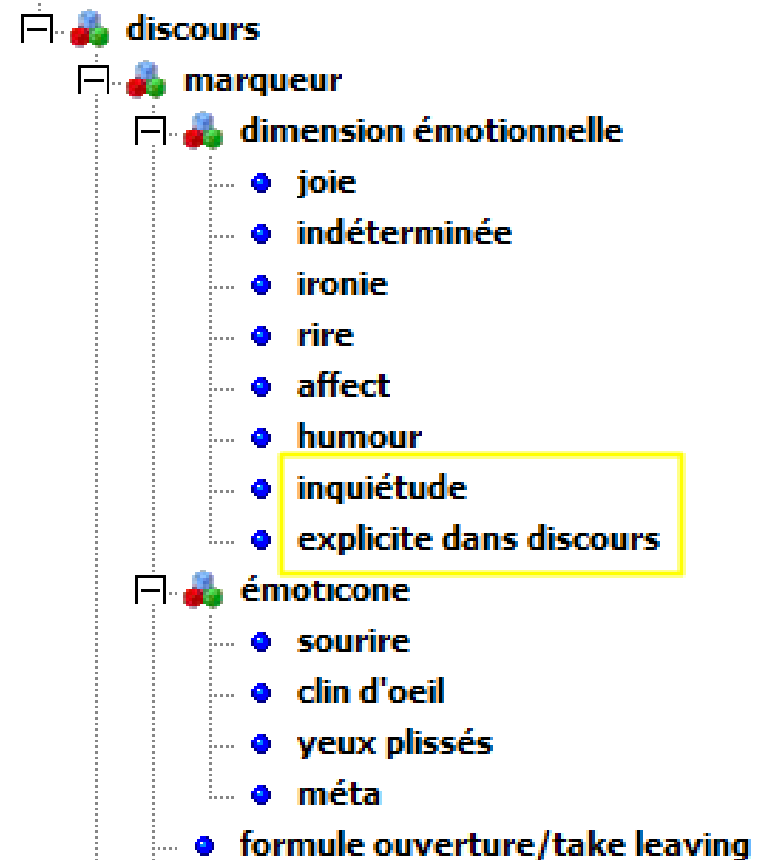 discours
marqueur
dimension émotionnelle
joie
indéterminée
ironie
rire
affect
humour
inquiétude
explicite dans discours
émoticone
sourire
clin d'oeil
yeux plissés
méta
formule ouverture/take leaving